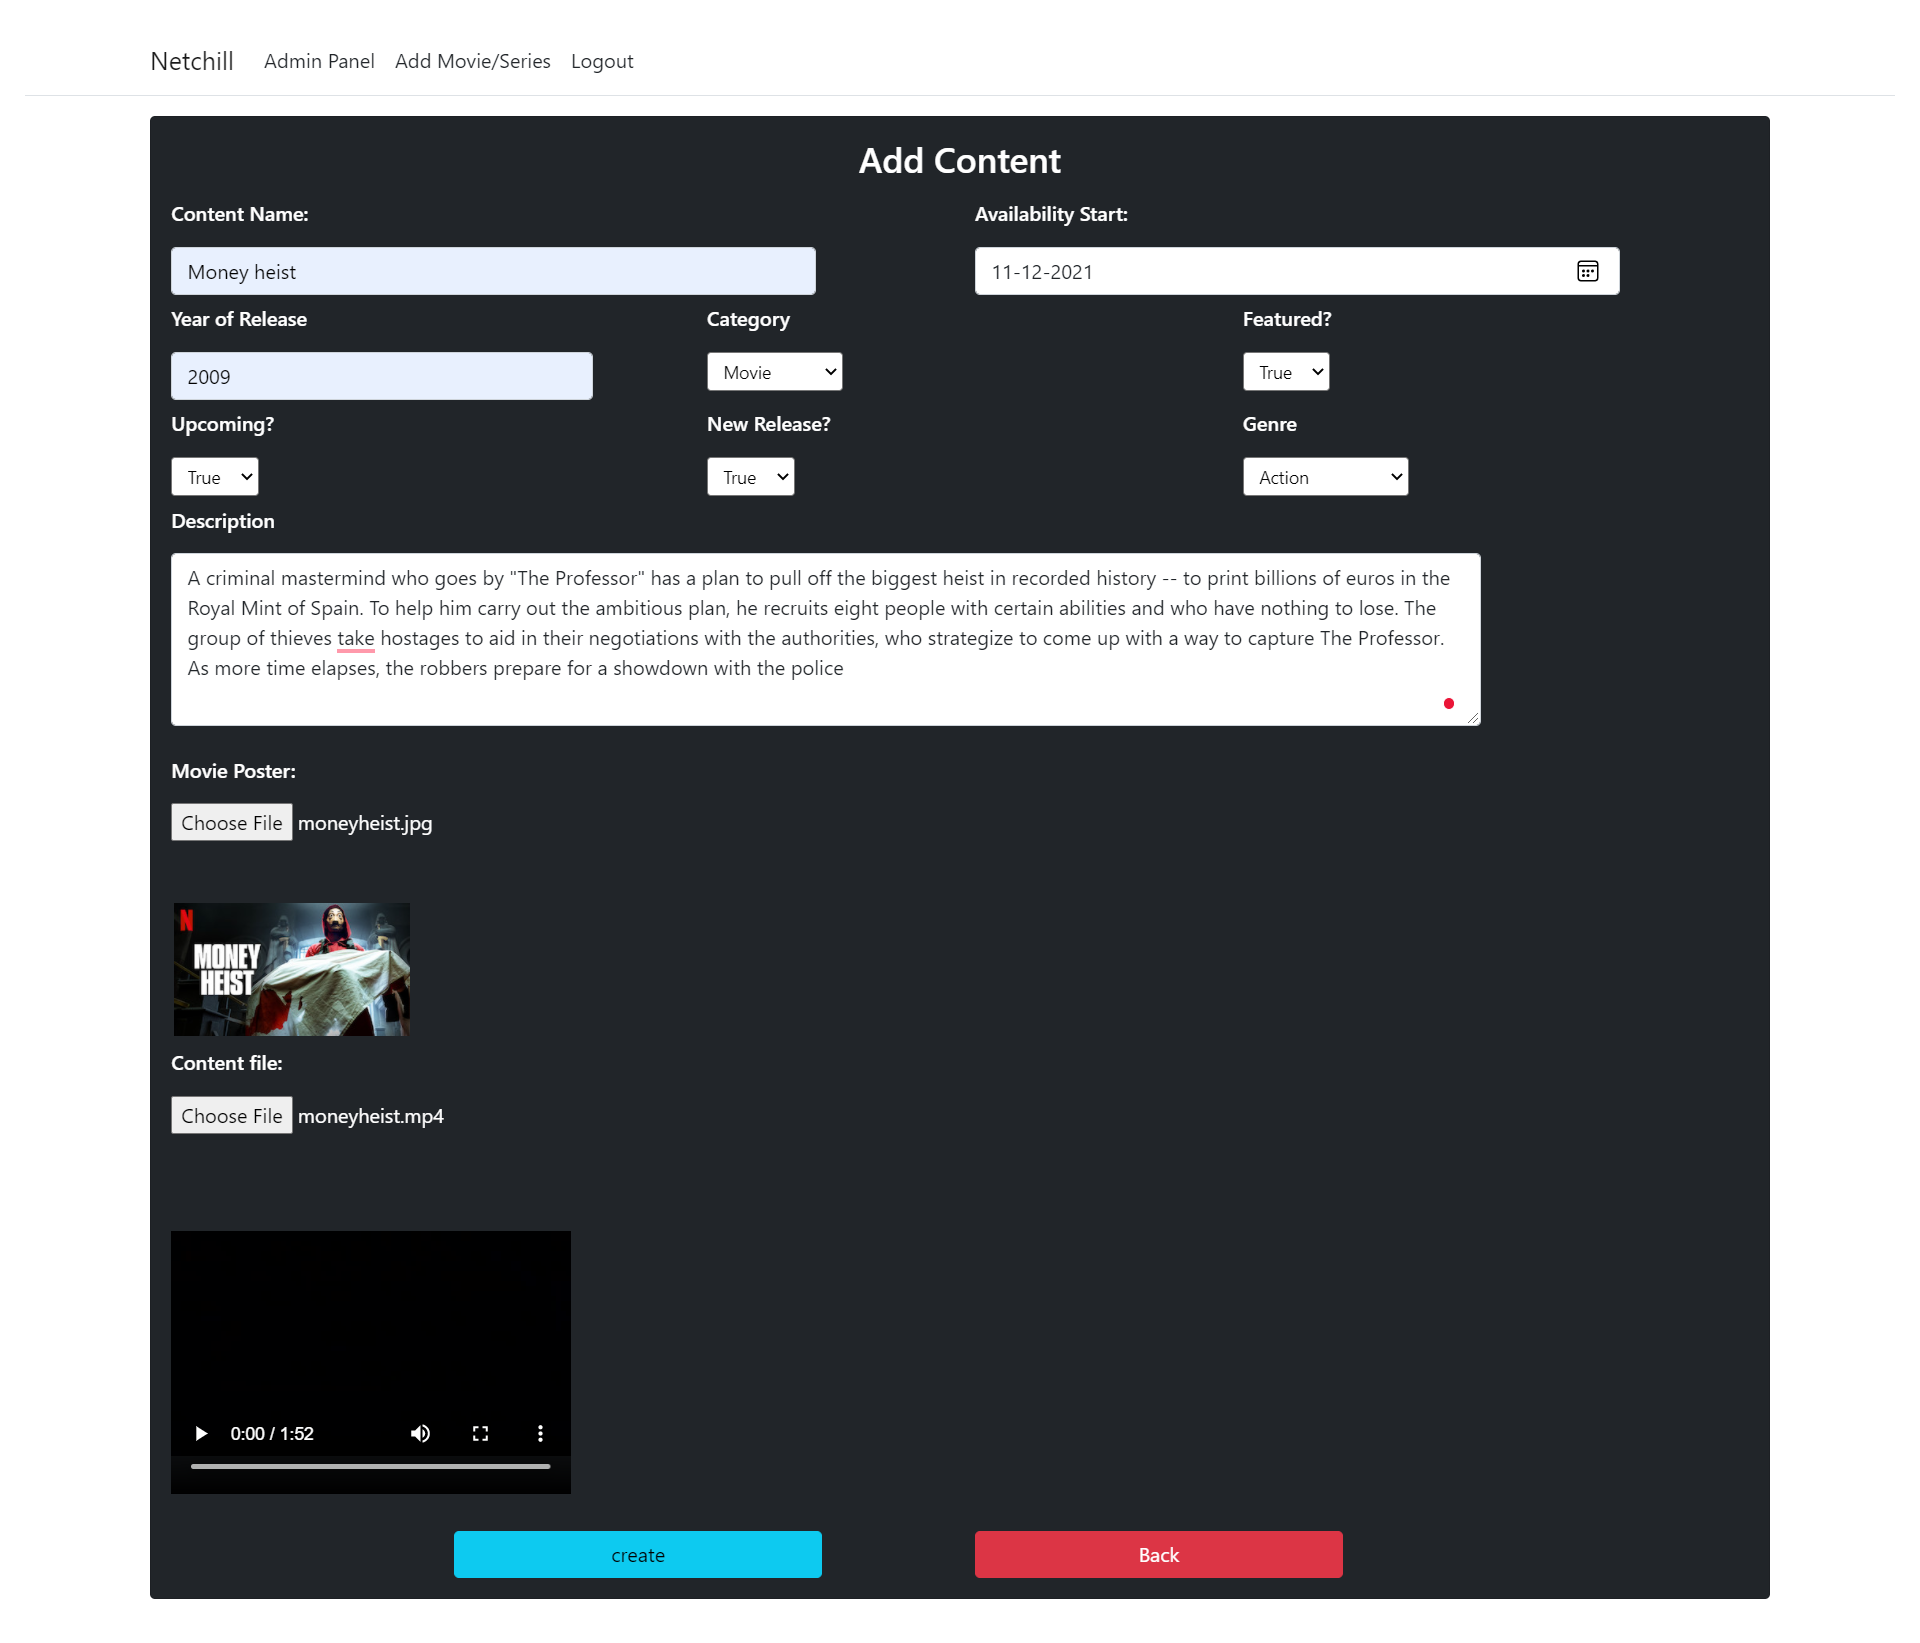 Netchill Admin Panel Add Movie/Series Logout
Add Content
Content Name: Availability Start:
Money heist 11-12-2021
Year of Release Category Featured?
2009 Movie True
Upcoming? New Release? Genre
True True Action
Description
A criminal mastermind who goes by "The Professor" has a plan to pull off the biggest heist in recorded history -- to print billions of euros in the
Royal Mint of Spain. To help him carry out the ambitious plan, he recruits eight people with certain abilities and who have nothing to lose. The
group of thieves take hostages to aid in their negotiations with the authorities, who strategize to come up with a way to capture The Professor.
As more time elapses, the robbers prepare for a showdown with the police
Movie Poster:
Choose File moneyheist.jpg
N
MONEY
HEIST
Content file:
Choose File moneyheist.mp4
0:00 / 1:52
create Back